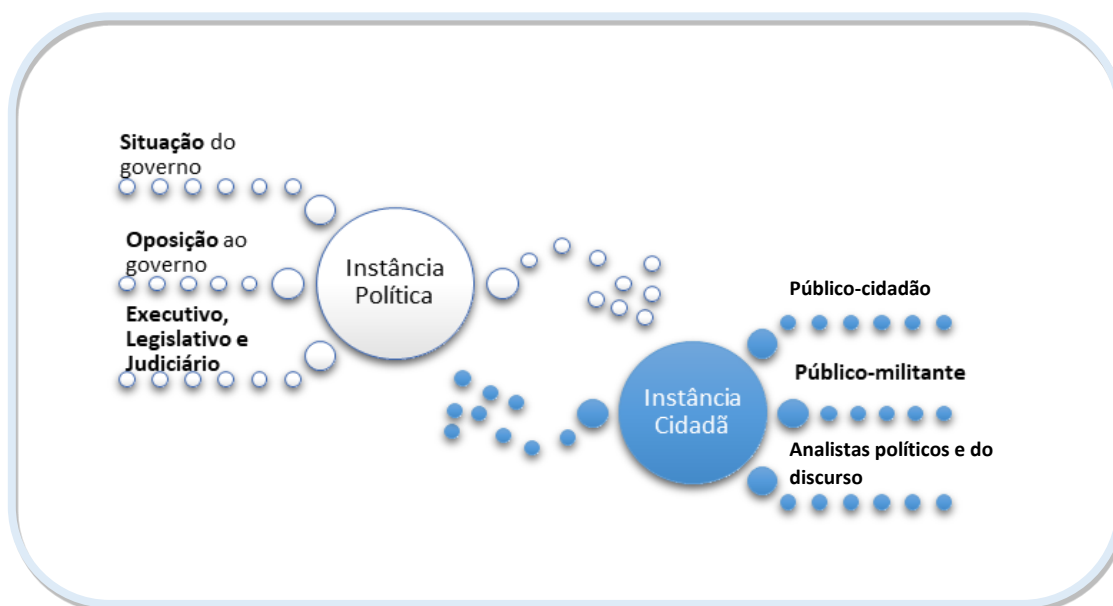 Situação do
governo
Oposição ao
governo
Executivo,
Legislativo e
Judiciário
Instância
Política
Instância
Cidadã
Público-cidadão
Público-militante
Analistas políticos e do
discurso